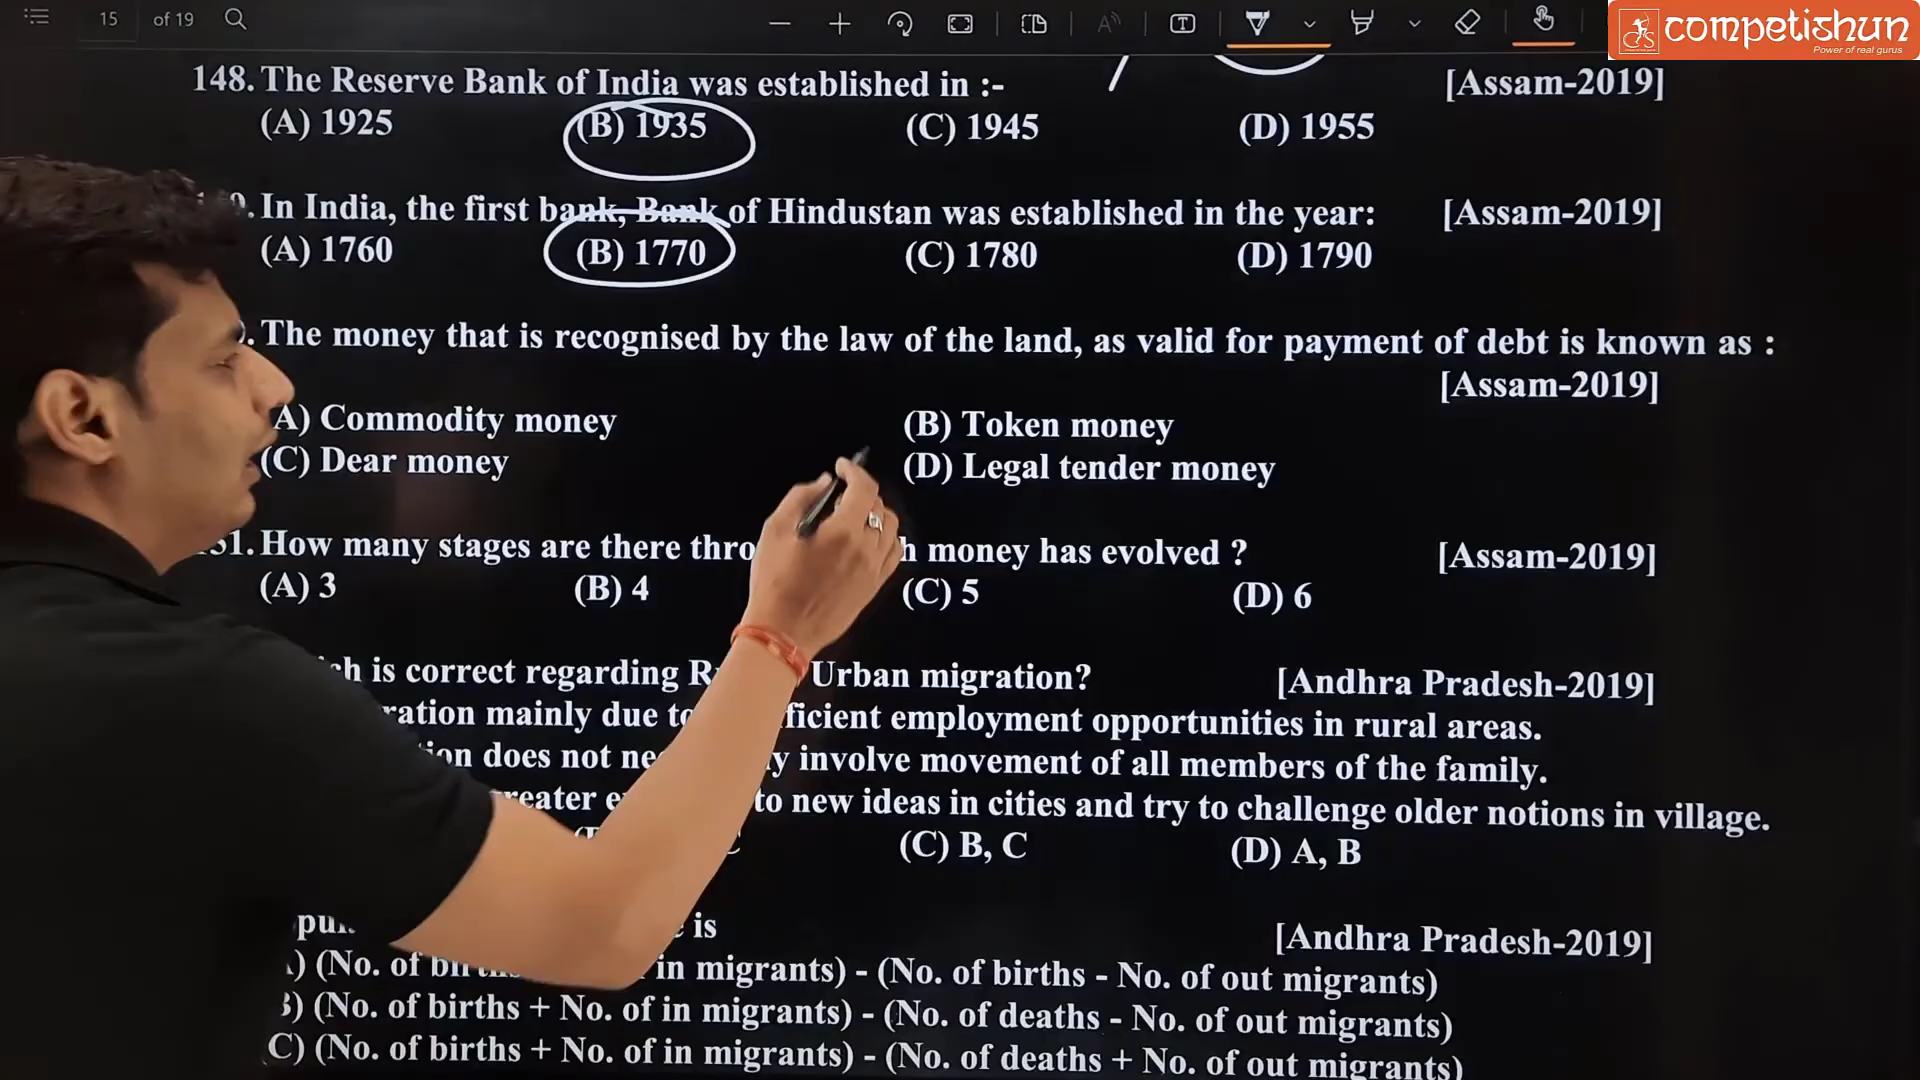 15 of 19
competishun
Power of real gurus
148. The Reserve Bank of India was established in :- [Assam-2019]
(A) 1925 (B) 1935 (C) 1945 (D) 1955
. In India, the first bank, Bank of Hindustan was established in the year: [Assam-2019]
(A) 1760 (B) 1770 (C) 1780 (D) 1790
. The money that is recognised by the law of the land, as valid for payment of debt is known as :
[Assam-2019]
A) Commodity money (B) Token money
(C) Dear money (D) Legal tender money
51. How many stages are there money has evolved ? [Assam-2019]
(A) 3 (B) 4 (C) 5 (D) 6
is correct regarding Urban migration? [Andhra Pradesh-2019]
mainly due employment opportunities in rural areas.
does not involve movement of all members of the family.
to new ideas in cities and try to challenge older notions in village.
(C) B, C (D) A, B
is [Andhra Pradesh-2019]
) (No. of in migrants) - (No. of births - No. of out migrants)
) (No. of births + No. of in migrants) - (No. of deaths - No. of out migrants)
C) (No. of births + No. of in migrants) - (No. of deaths + No. of out migrants)